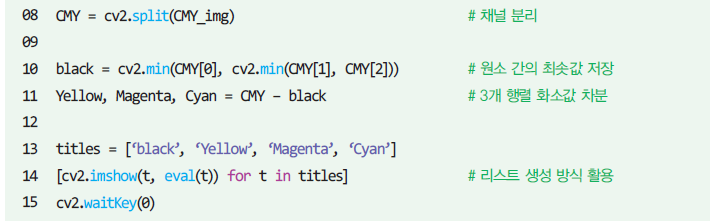 08 CMY = cv2.split(CMY_img) # 채널 분리
09
10 black = cv2.min(CMY[0], cv2.min(CMY[1], CMY[2])) # 원소 간의 최솟값 저장
11 Yellow, Magenta, Cyan = CMY – black # 3개 행렬 화소값 차분
12
13 titles = [‘black’, ‘Yellow’, ‘Magenta’, ‘Cyan’]
14 [cv2.imshow(t, eval(t)) for t in titles] # 리스트 생성 방식 활용
15 cv2.waitKey(0)